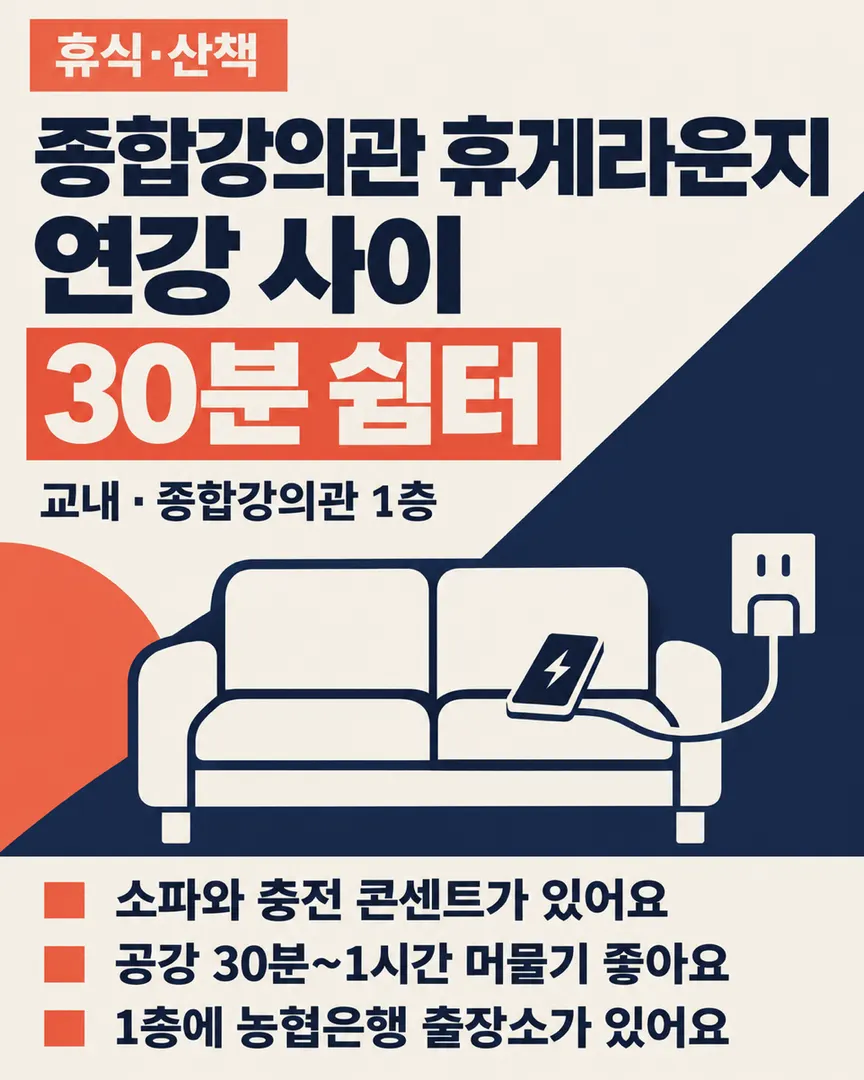 휴식·산책
종합강의관 휴게라운지
연강 사이
30분 쉼터
교내 · 종합강의관 1층
소파와 충전 콘센트가 있어요
공강 30분~1시간 머물기 좋아요
1층에 농협은행 출장소가 있어요